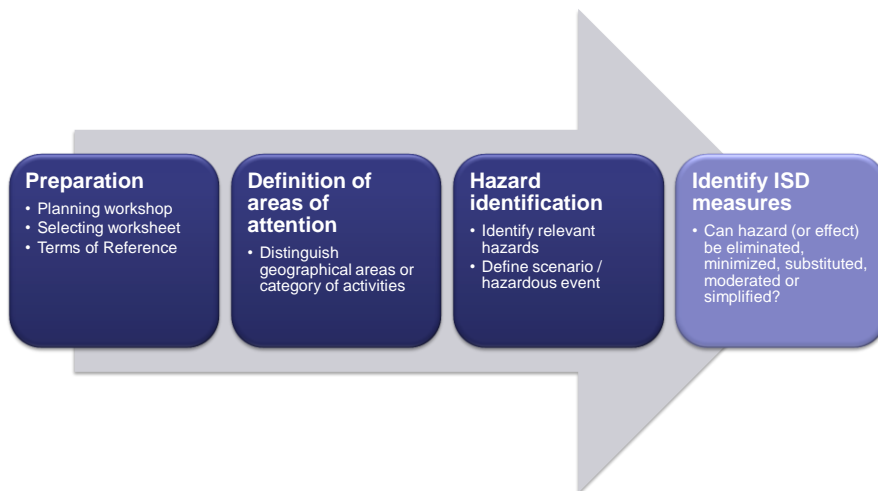 Preparation
• Planning workshop
• Selecting worksheet
• Terms of Reference
Definition of
areas of
attention
• Distinguish
geographical areas or
category of activities
Hazard
identification
• Identify relevant
hazards
• Define scenario /
hazardous event
Identify ISD
measures
• Can hazard (or effect)
be eliminated,
minimized, substituted,
moderated or
simplified?